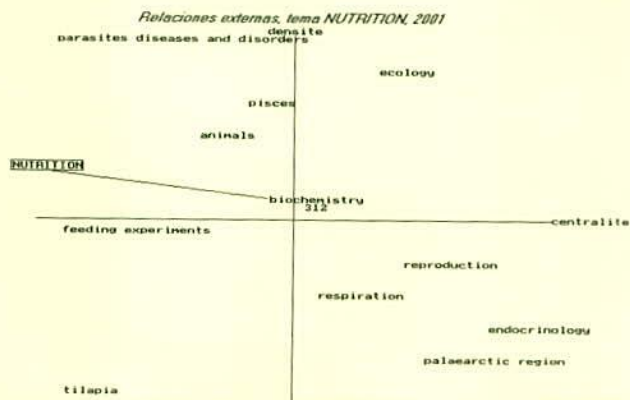 Relaciones externas, tema NUTRITION, 2001
densite
parasites diseases and disorders
ecology
pisces
animals
NUTRITION
biochemistry
312
centralite
feeding experiments
reproduction
respiration
endocrinology
palaearctic region
tilapia